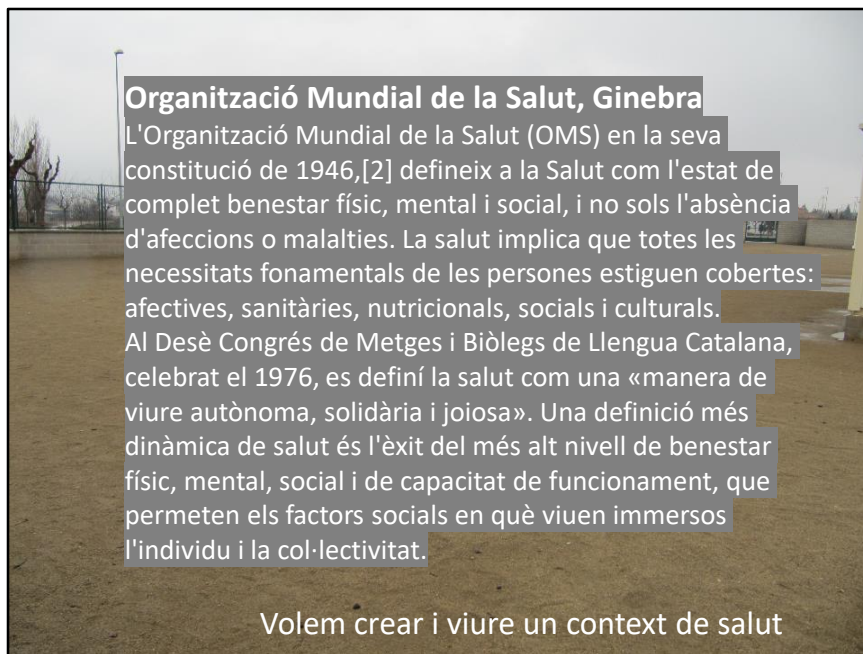 Organització Mundial de la Salut, Ginebra
L'Organització Mundial de la Salut (OMS) en la seva
constitució de 1946,[2] defineix a la Salut com l'estat de
complet benestar físic, mental i social, i no sols l'absència
d'afeccions o malalties. La salut implica que totes les
necessitats fonamentals de les persones estiguen cobertes:
afectives, sanitàries, nutricionals, socials i culturals.
Al Desè Congrés de Metges i Biòlegs de Llengua Catalana,
celebrat el 1976, es definí la salut com una «manera de
viure autònoma, solidària i joiosa». Una definició més
dinàmica de salut és l'èxit del més alt nivell de benestar
físic, mental, social i de capacitat de funcionament, que
permeten els factors socials en què viuen immersos
l'individu i la col·lectivitat.
Volem crear i viure un context de salut